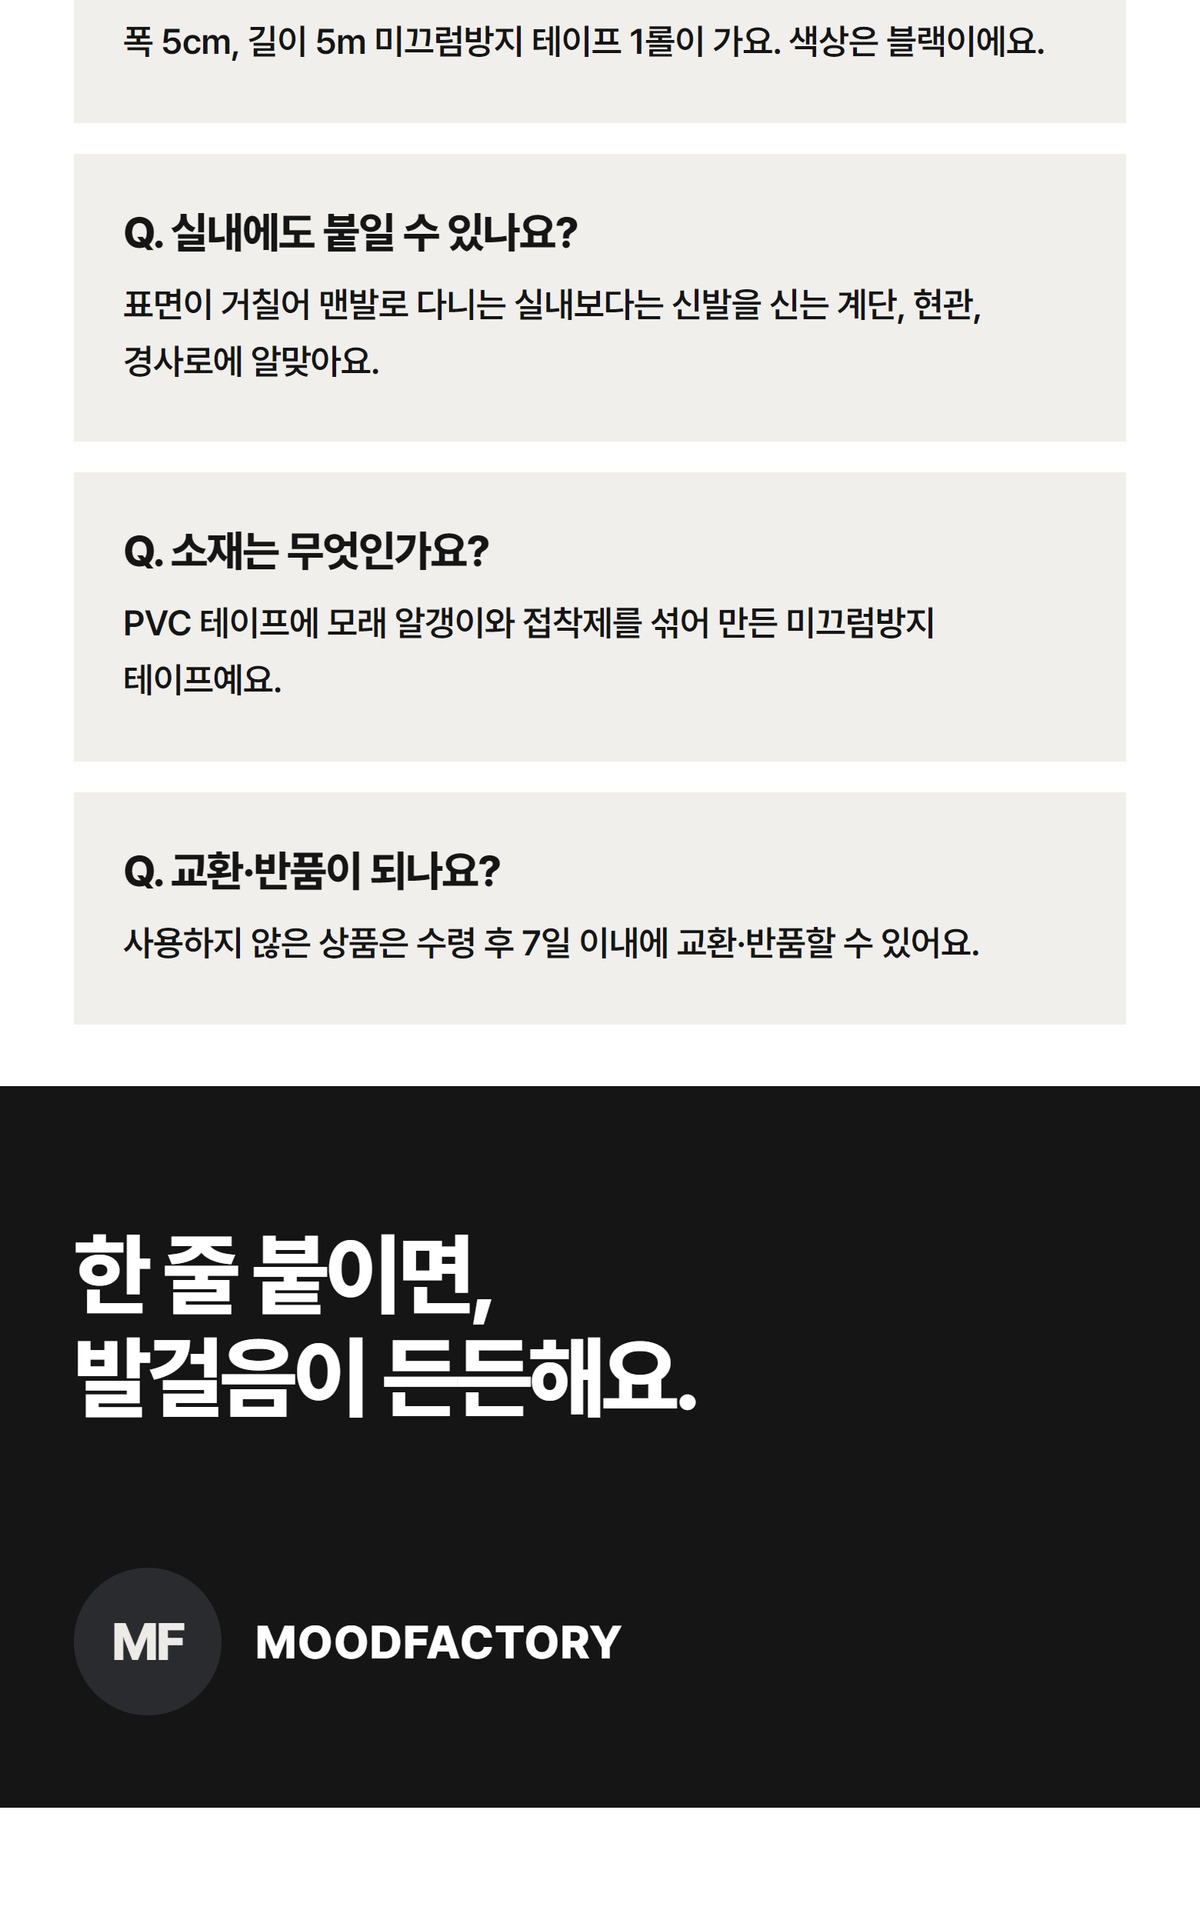 폭 5cm, 길이 5m 미끄럼방지 테이프 1롤이 가요. 색상은 블랙이에요.
Q. 실내에도 붙일 수 있나요?
표면이 거칠어 맨발로 다니는 실내보다는 신발을 신는 계단, 현관,
경사로에 알맞아요.
Q. 소재는 무엇인가요?
PVC 테이프에 모래 알갱이와 접착제를 섞어 만든 미끄럼방지
테이프예요.
Q. 교환·반품이 되나요?
사용하지 않은 상품은 수령 후 7일 이내에 교환·반품할 수 있어요.
한 줄 붙이면,
발걸음이 든든해요.
MF MOODFACTORY